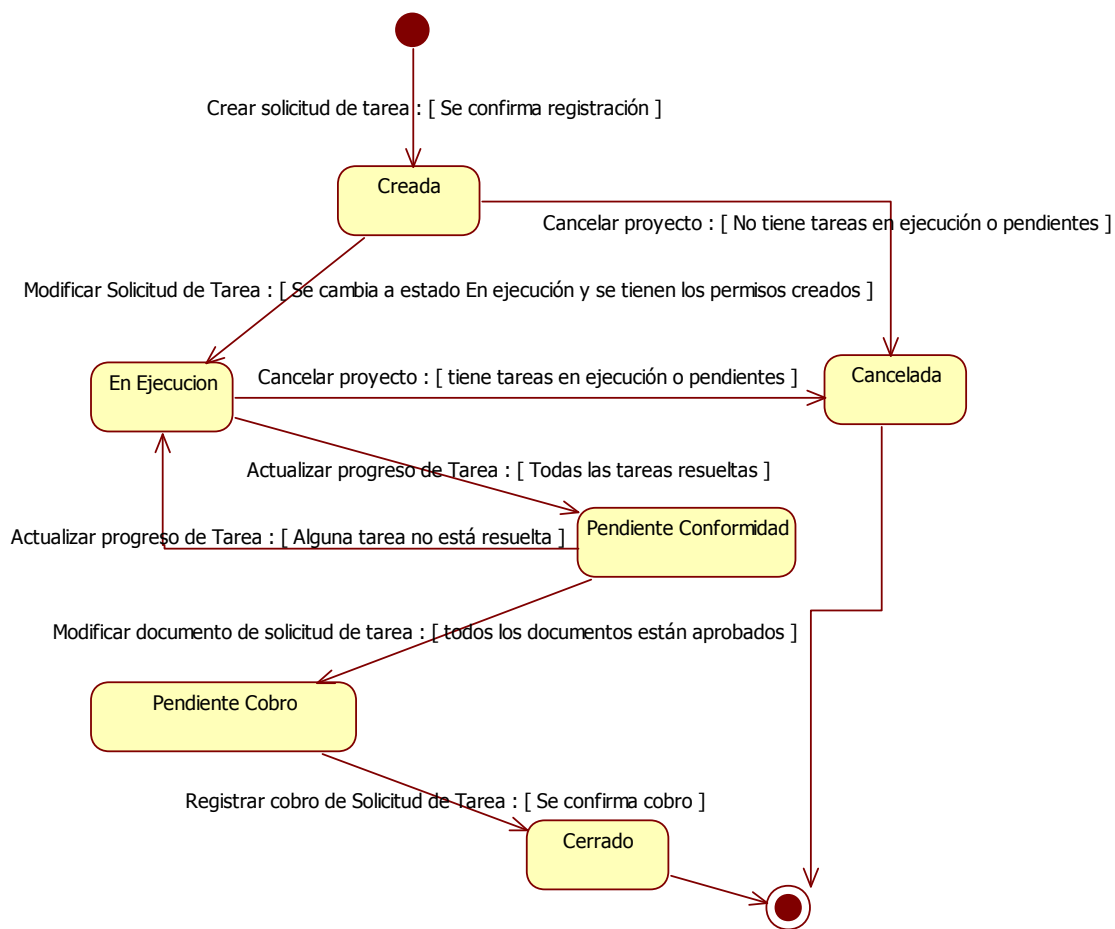 Crear solicitud de tarea : [ Se confirma registración ]
Creada
Cancelar proyecto : [ No tiene tareas en ejecución o pendientes ]
Modificar Solicitud de Tarea : [ Se cambia a estado En ejecución y se tienen los permisos creados ]
En Ejecucion
Cancelar proyecto : [ tiene tareas en ejecución o pendientes ]
Cancelada
Actualizar progreso de Tarea : [ Todas las tareas resueltas ]
Pendiente Conformidad
Actualizar progreso de Tarea : [ Alguna tarea no está resuelta ]
Modificar documento de solicitud de tarea : [ todos los documentos están aprobados ]
Pendiente Cobro
Registrar cobro de Solicitud de Tarea : [ Se confirma cobro ]
Cerrado